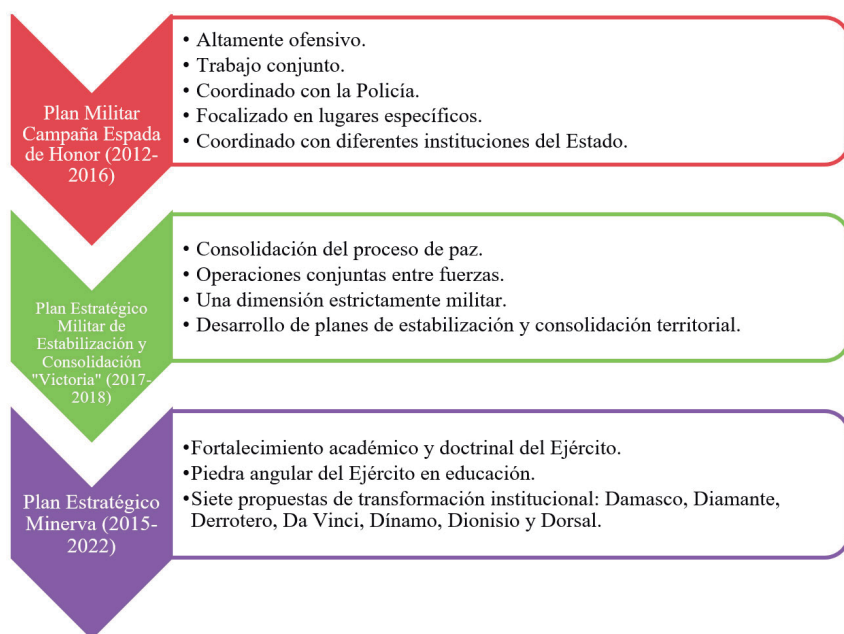 Plan Militar
Campaña Espada
de Honor (2012-
2016)
• Altamente ofensivo.
• Trabajo conjunto.
• Coordinado con la Policía.
• Focalizado en lugares específicos.
• Coordinado con diferentes instituciones del Estado.
Plan Estratégico
Militar de
Estabilización y
Consolidación
"Victoria" (2017-
2018)
• Consolidación del proceso de paz.
• Operaciones conjuntas entre fuerzas.
• Una dimensión estrictamente militar.
• Desarrollo de planes de estabilización y consolidación territorial.
Plan Estratégico
Minerva (2015-
2022)
•Fortalecimiento académico y doctrinal del Ejército.
•Piedra angular del Ejército en educación.
•Siete propuestas de transformación institucional: Damasco, Diamante,
Derrotero, Da Vinci, Dínamo, Dionisio y Dorsal.